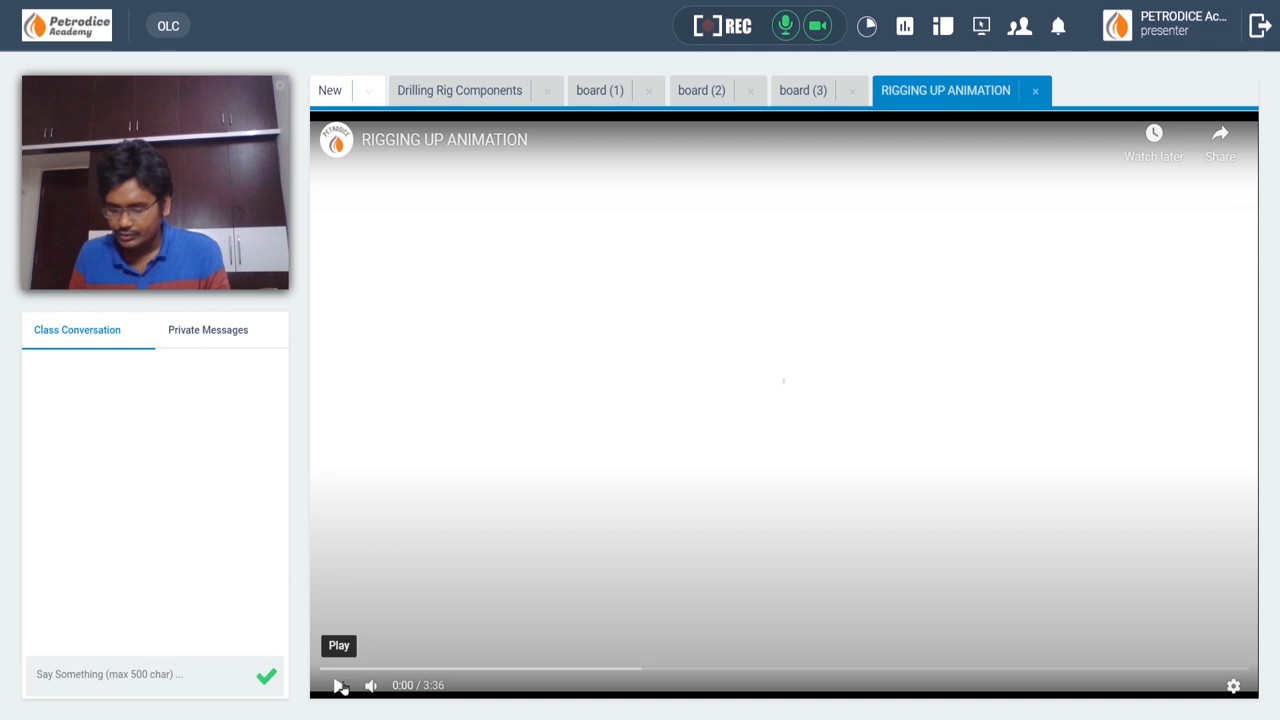 Petrodice
Academy
OLC
REC
PETRODICE Ac...
presenter
New
Drilling Rig Components
board (1)
board (2)
board (3)
RIGGING UP ANIMATION
PETRODICE
RIGGING UP ANIMATION
Watch later
Share
Class Conversation
Private Messages
Say Something (max 500 char) ...
Play
0:00 / 3:36